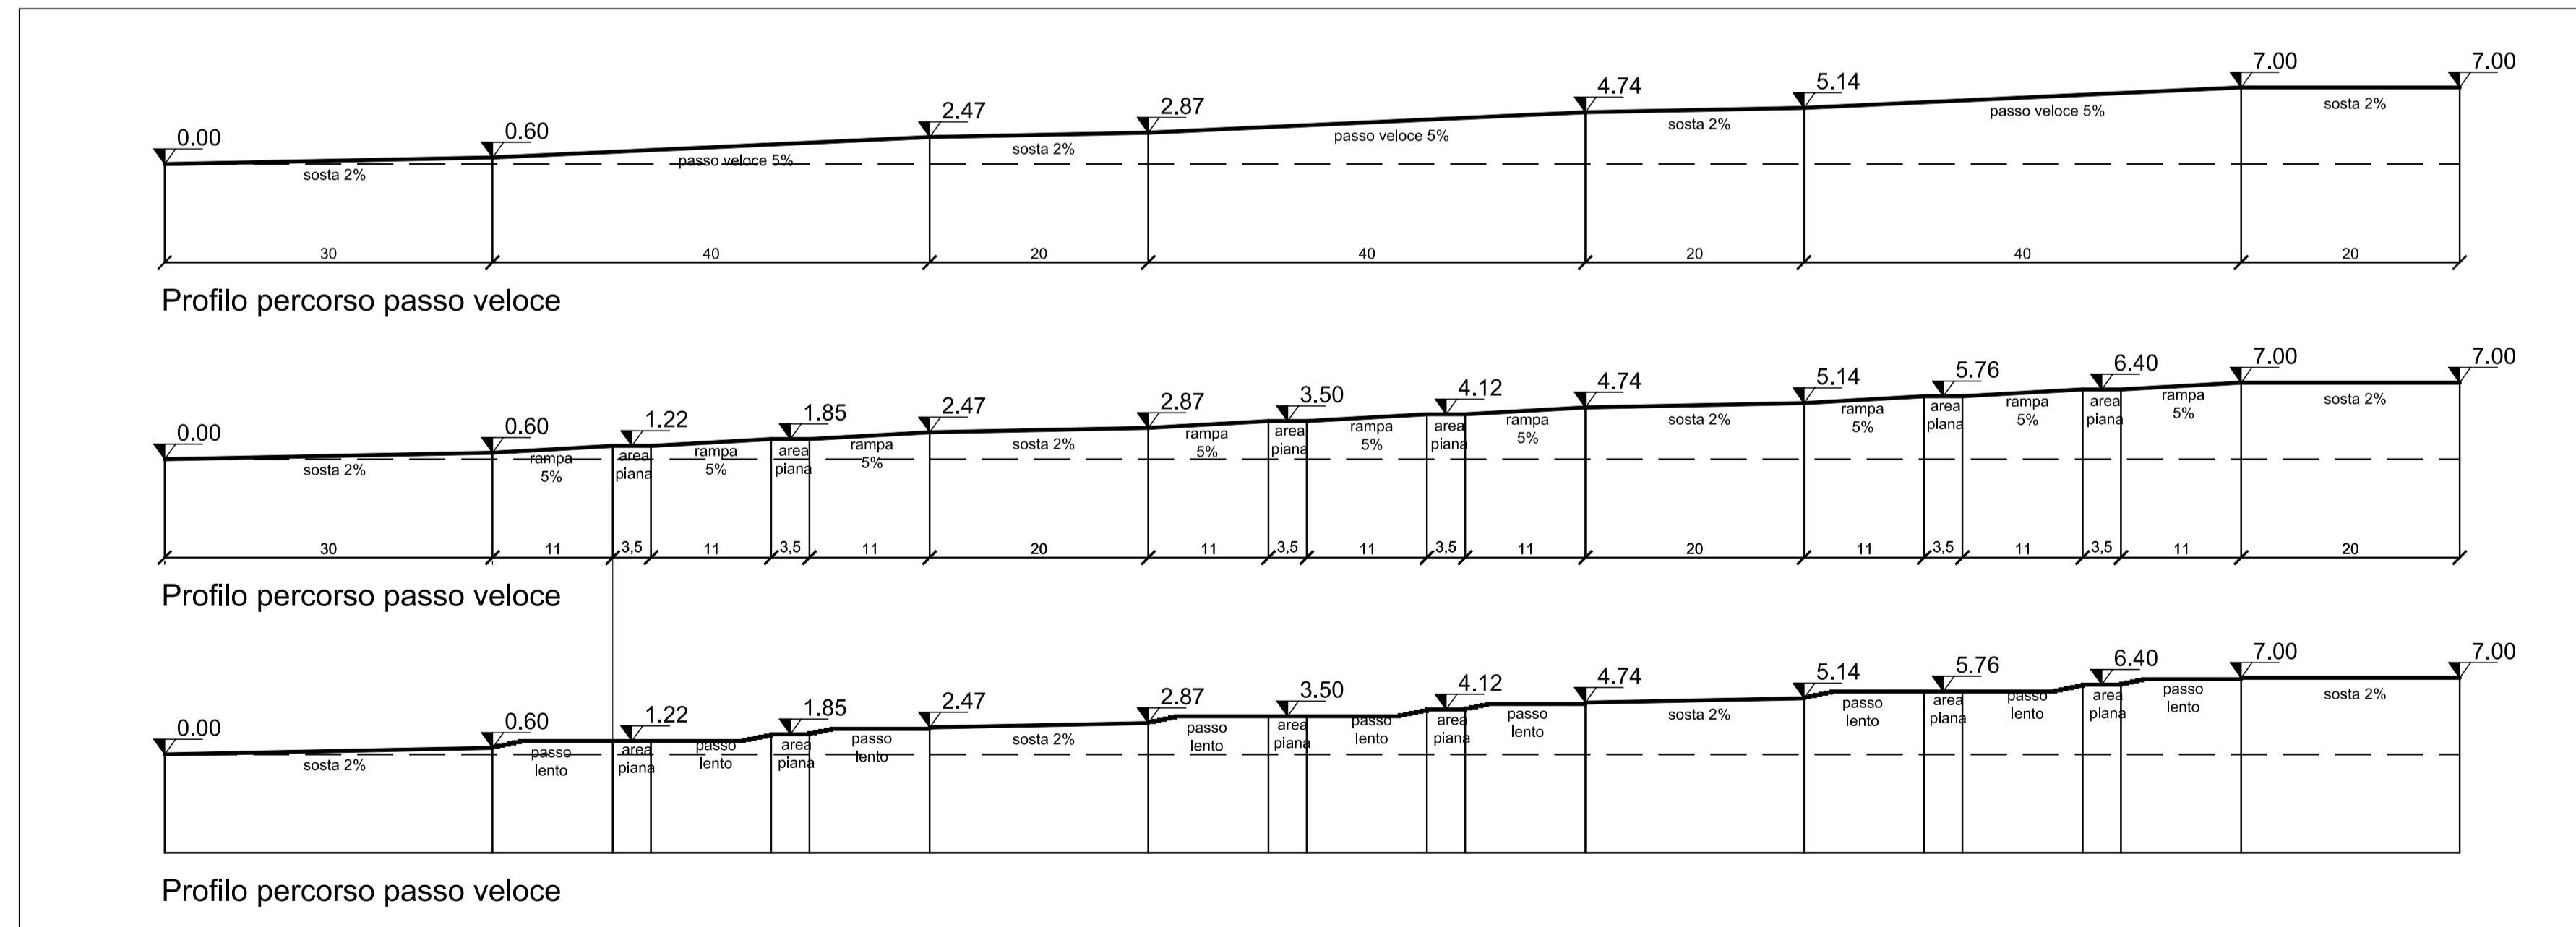 0.00 0.60 2.47 2.87 4.74 5.14 7.00 7.00
sosta 2% passo veloce 5% sosta 2% passo veloce 5% sosta 2% passo veloce 5% sosta 2%
30 40 20 40 20 40 20
Profilo percorso passo veloce
0.00 0.60 1.22 1.85 2.47 2.87 3.50 4.12 4.74 5.14 5.76 6.40 7.00 7.00
sosta 2% rampa area rampa area rampa sosta 2% rampa area rampa area rampa sosta 2% rampa area rampa area rampa sosta 2%
5% piana 5% piana 5% 5% piana 5% piana 5% 5% piana 5% piana 5%
30 11 3,5 11 3,5 11 20 11 3,5 11 3,5 11 20 11 3,5 11 3,5 11 20
Profilo percorso passo veloce
0.00 0.60 1.22 1.85 2.47 2.87 3.50 4.12 4.74 5.14 5.76 6.40 7.00 7.00
sosta 2% passo area passo area passo sosta 2% passo area passo area passo sosta 2% passo area passo area passo sosta 2%
lento piana lento piana lento lento piana lento piana lento lento piana lento piana lento
Profilo percorso passo veloce